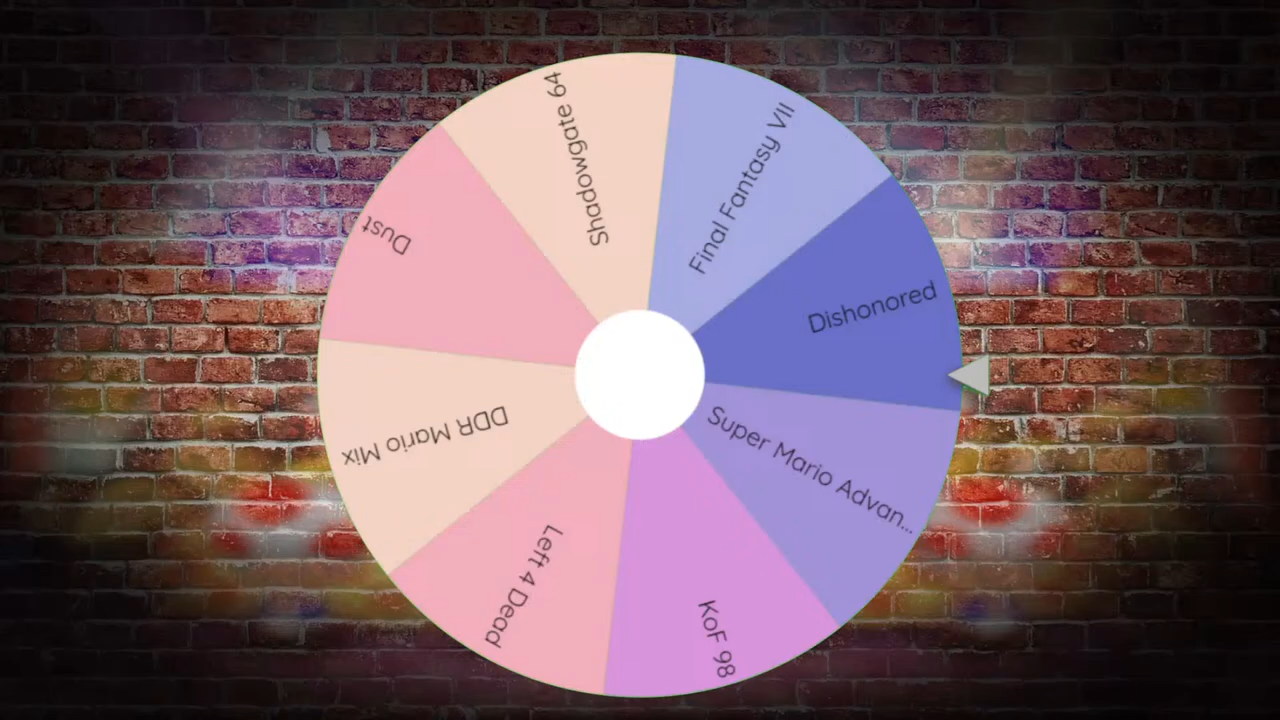 Shadowgate 64
Final Fantasy VII
Dishonored
Super Mario Advan...
KoF 98
Left 4 Dead
DDR Mario Mix
Dust